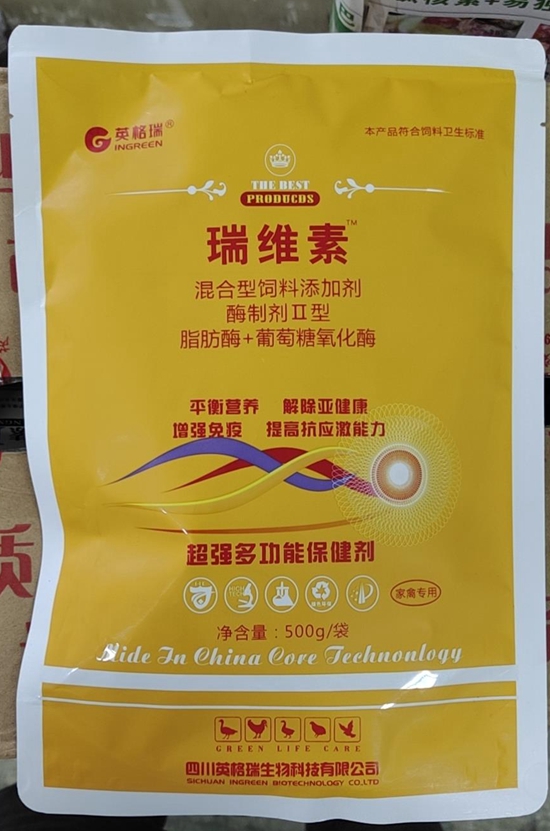 英格瑞®
INGREEN
本产品符合饲料卫生标准
THE BEST
PRODUCDS
瑞维素™
混合型饲料添加剂
酶制剂II型
脂肪酶+葡萄糖氧化酶
平衡营养 解除亚健康
增强免疫 提高抗应激能力
超强多功能保健剂
家禽专用
净含量：500g/袋
Mide In China Core Technonlogy
GREEN LIFE CARE
四川英格瑞生物科技有限公司
SICHUAN INGREEN BIOTECHNOLOGY CO.,LTD